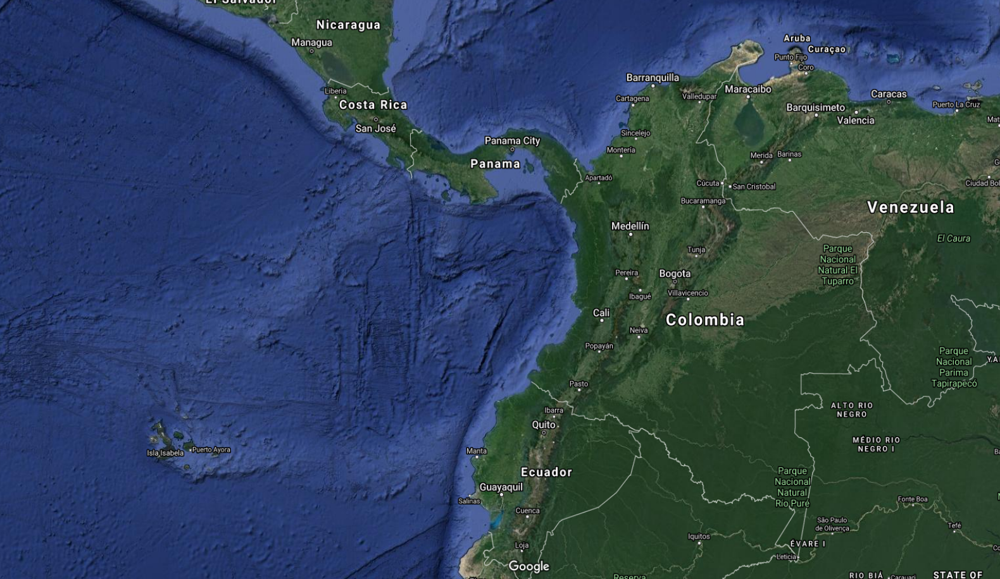 El Salvador
Nicaragua
Managua
Aruba
Curaçao
Punto Fijo
Coro
Barranquilla
Liberia
Costa Rica
Cartagena
Valledupar
Maracaibo
Caracas
Barquisimeto
Puerto La Cruz
Valencia
San José
Sincelejo
Panama City
Montería
Merida
Barinas
Panama
Apartadó
Cúcuta
San Cristobal
Bucaramanga
Venezuela
Medellín
El Caura
Tunja
Parque
Nacional
Natural El
Tuparro
Pereira
Bogota
Ibagué
Villavicencio
Cali
Colombia
Neiva
Popayán
Parque
Nacional
Parima
Tapirapecó
Pasto
ALTO RIO
NEGRO
Ibarra
Quito
MÉDIO RIO
NEGRO I
Isla Isabela
Puerto Ayora
Manta
Ecuador
Parque
Nacional
Natural
Río Puré
Guayaquil
Salinas
Fonte Boa
Cuenca
São Paulo
de Olivença
Tefé
Iquitos
Loja
ÉVARE I
Leticia
Google
Reserva
RIO BIÁ
Carauari
STATE OF